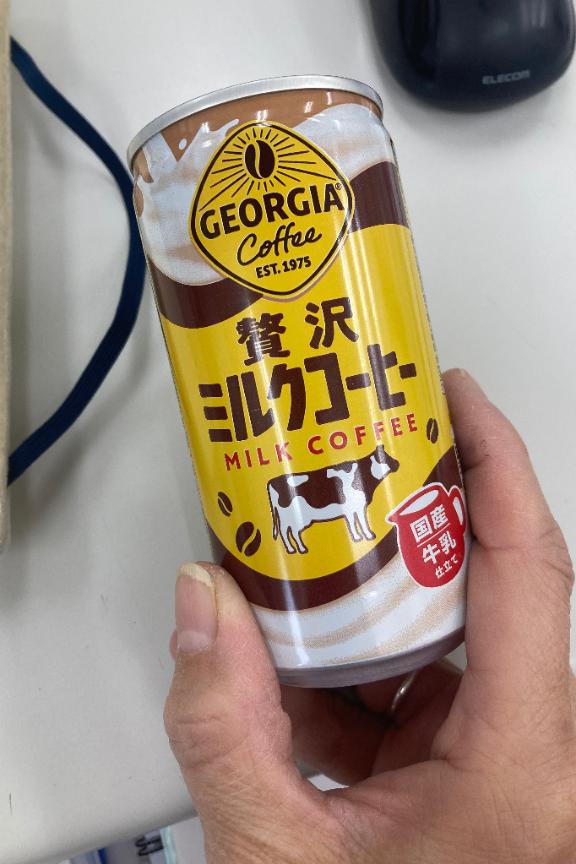 ELECOM
GEORGIA®
Coffee
EST. 1975
贅沢
ミルクコーヒー
MILK COFFEE
国産
牛乳
仕立て